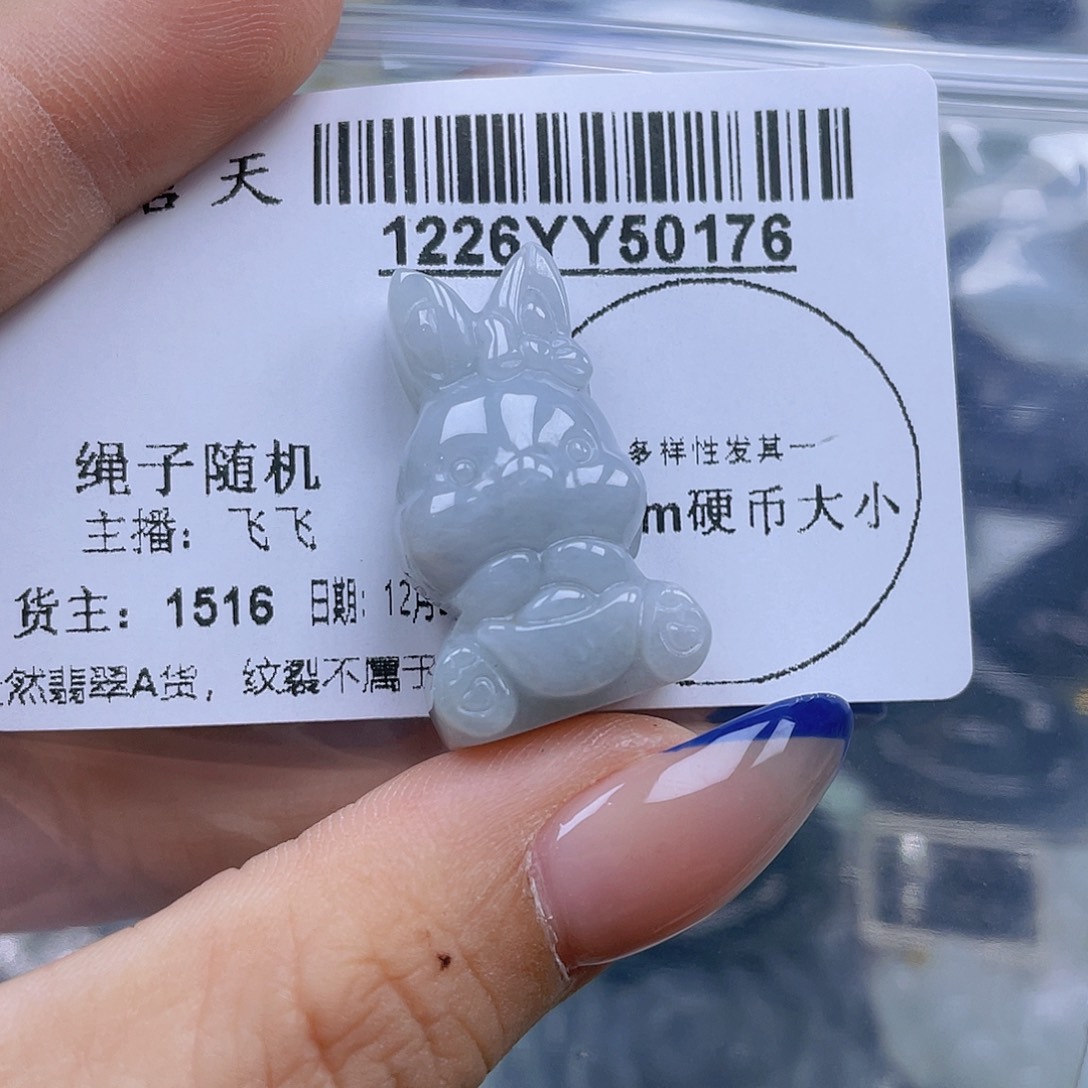 天
1226YY50176
绳子随机
多样性发其一
主播：飞飞
m硬币大小
货主：1516 日期：12月
然翡翠A货，纹裂不属于